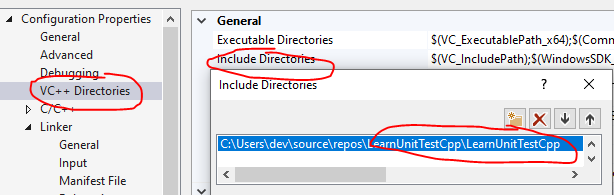 Configuration Properties
General
Advanced
Debugging
VC++ Directories
C/C++
Linker
General
Input
Manifest File
General
Executable Directories $(VC_ExecutablePath_x64);$(Comm
Include Directories $(VC_IncludePath);$(WindowsSDK_
Include Directories ? ×
C:\Users\dev\source\repos\LearnUnitTestCpp\LearnUnitTestCpp